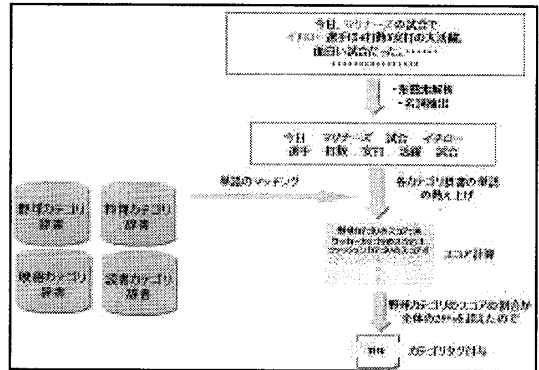 今日、マリナーズの試合で
イチロー選手は4打数3安打の大活躍。
面白い試合だった。
・形態素解析
・名詞抽出
今日 マリナーズ 試合 イチロー
選手 打数 安打 活躍 試合
単語のマッチング
各カテゴリ辞書の単語
の数え上げ
野球カテゴリ
辞書
料理カテゴリ
辞書
映画カテゴリ
辞書
読書カテゴリ
辞書
スコア計算
野球カテゴリのスコアの割合が
全体の
を超えたので
野球
カテゴリタグ付与